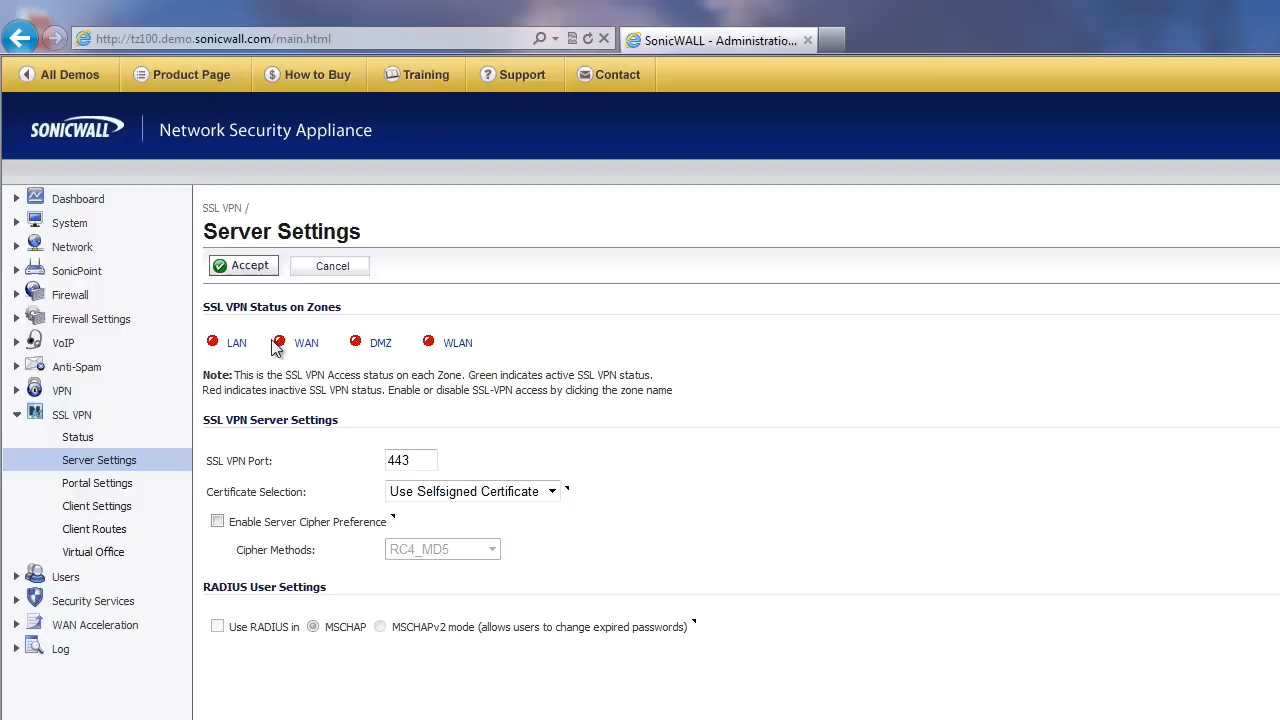 http://tz100.demo.sonicwall.com/main.html
SonicWALL - Administratio...
All Demos
Product Page
How to Buy
Training
Support
Contact
SONICWALL
Network Security Appliance
Dashboard
System
Network
SonicPoint
Firewall
Firewall Settings
VoIP
Anti-Spam
VPN
SSL VPN
Status
Server Settings
Portal Settings
Client Settings
Client Routes
Virtual Office
Users
Security Services
WAN Acceleration
Log
SSL VPN /
Server Settings
Accept Cancel
SSL VPN Status on Zones
LAN WAN DMZ WLAN
Note: This is the SSL VPN Access status on each Zone. Green indicates active SSL VPN status.
Red indicates inactive SSL VPN status. Enable or disable SSL-VPN access by clicking the zone name
SSL VPN Server Settings
SSL VPN Port: 443
Certificate Selection: Use Selfsigned Certificate
Enable Server Cipher Preference
Cipher Methods: RC4_MD5
RADIUS User Settings
Use RADIUS in MSCHAP MSCHAPv2 mode (allows users to change expired passwords)